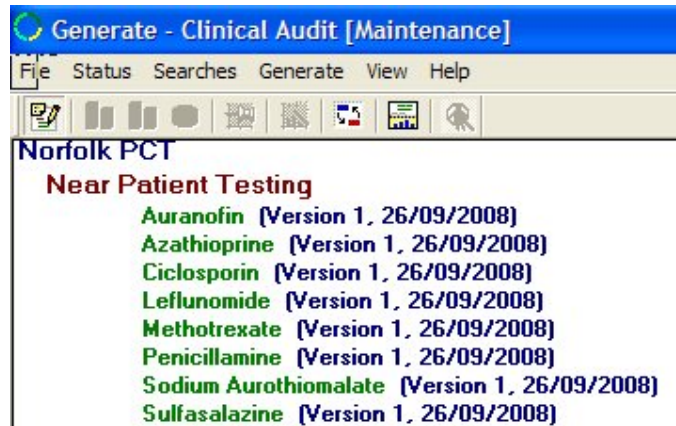 Generate - Clinical Audit [Maintenance]
File Status Searches Generate View Help
Norfolk PCT
Near Patient Testing
Auranofin (Version 1, 26/09/2008)
Azathioprine (Version 1, 26/09/2008)
Ciclosporin (Version 1, 26/09/2008)
Leflunomide (Version 1, 26/09/2008)
Methotrexate (Version 1, 26/09/2008)
Penicillamine (Version 1, 26/09/2008)
Sodium Aurothiomalate (Version 1, 26/09/2008)
Sulfasalazine (Version 1, 26/09/2008)